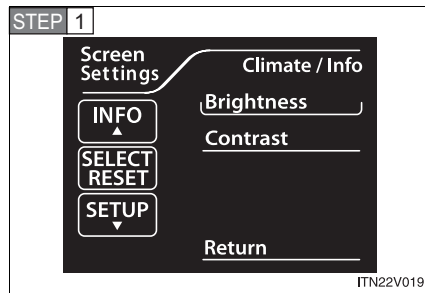 STEP 1
Screen
Settings
Climate / Info
INFO
SELECT
RESET
SETUP
Brightness
Contrast
Return
ITN22V019